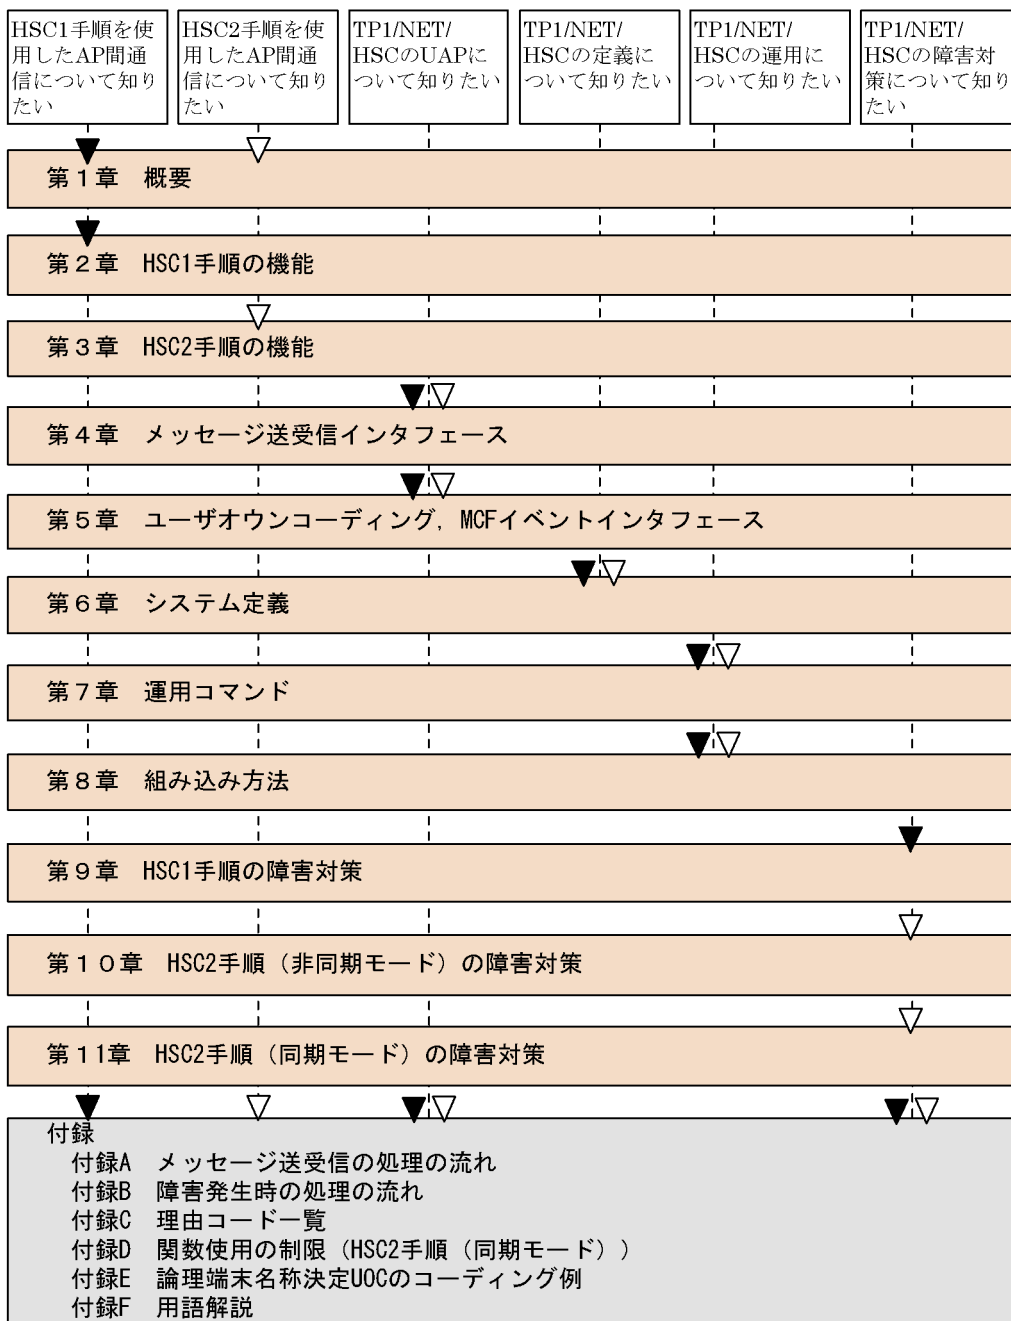 HSC1手順を使
用したAP間通
信について知り
たい
HSC2手順を使
用したAP間通
信について知り
たい
TP1/NET/
HSCのUAPに
ついて知りたい
TP1/NET/
HSCの定義に
ついて知りたい
TP1/NET/
HSCの運用に
ついて知りたい
TP1/NET/
HSCの障害対
策について知り
たい
第1章　概要
第2章　HSC1手順の機能
第3章　HSC2手順の機能
第4章　メッセージ送受信インタフェース
第5章　ユーザオウンコーディング，MCFイベントインタフェース
第6章　システム定義
第7章　運用コマンド
第8章　組み込み方法
第9章　HSC1手順の障害対策
第10章　HSC2手順（非同期モード）の障害対策
第11章　HSC2手順（同期モード）の障害対策
付録
付録A　メッセージ送受信の処理の流れ
付録B　障害発生時の処理の流れ
付録C　理由コード一覧
付録D　関数使用の制限（HSC2手順（同期モード））
付録E　論理端末名称決定UOCのコーディング例
付録F　用語解説